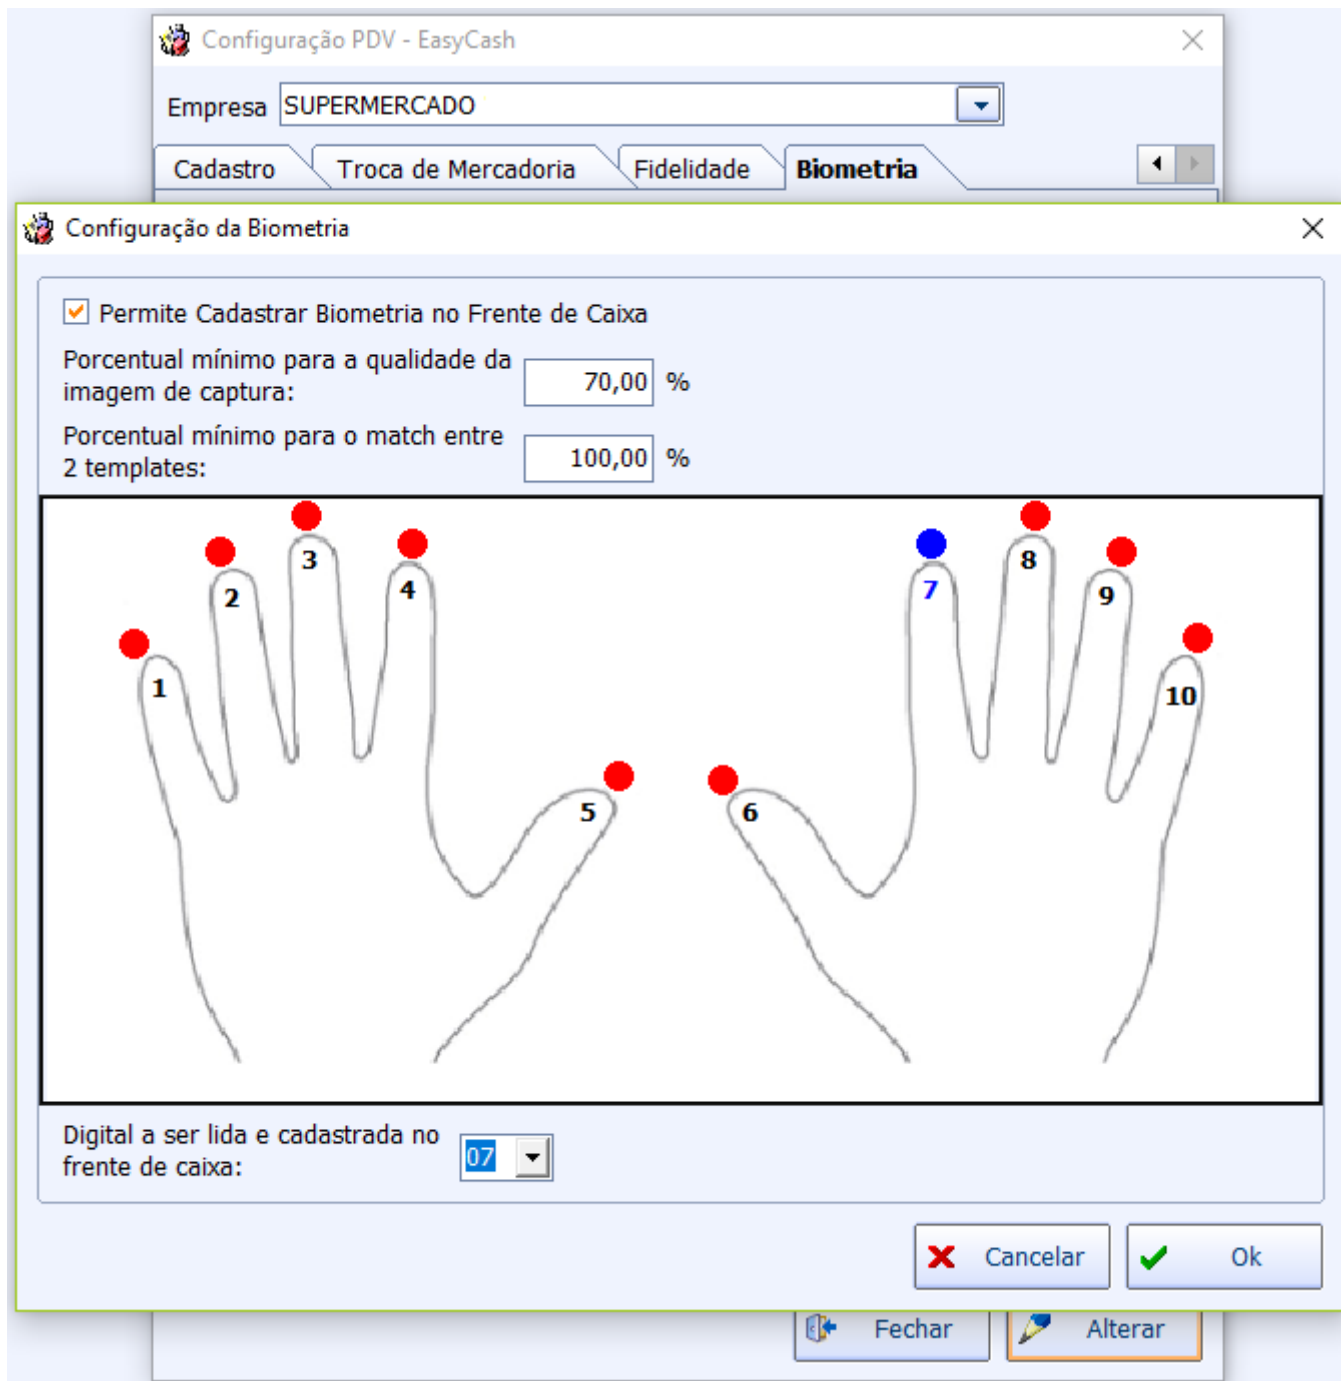 Configuração PDV - EasyCash
Empresa SUPERMERCADO
Cadastro Troca de Mercadoria Fidelidade Biometria
Configuração da Biometria
Permite Cadastrar Biometria no Frente de Caixa
Porcentual mínimo para a qualidade da
imagem de captura: 70,00 %
Porcentual mínimo para o match entre
2 templates: 100,00 %
1 2 3 4 5 6 7 8 9 10
Digital a ser lida e cadastrada no
frente de caixa: 07
Cancelar Ok
Fechar Alterar